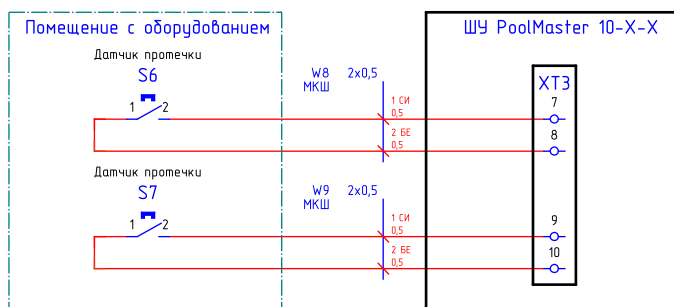 Помещение с оборудованием
ШУ PoolMaster 10-X-X
Датчик протечки
S6
1 2
W8 2x0,5
МКШ
1 СИ
0,5
2 БЕ
0,5
XT3
7
8
Датчик протечки
S7
1 2
W9 2x0,5
МКШ
1 СИ
0,5
2 БЕ
0,5
9
10